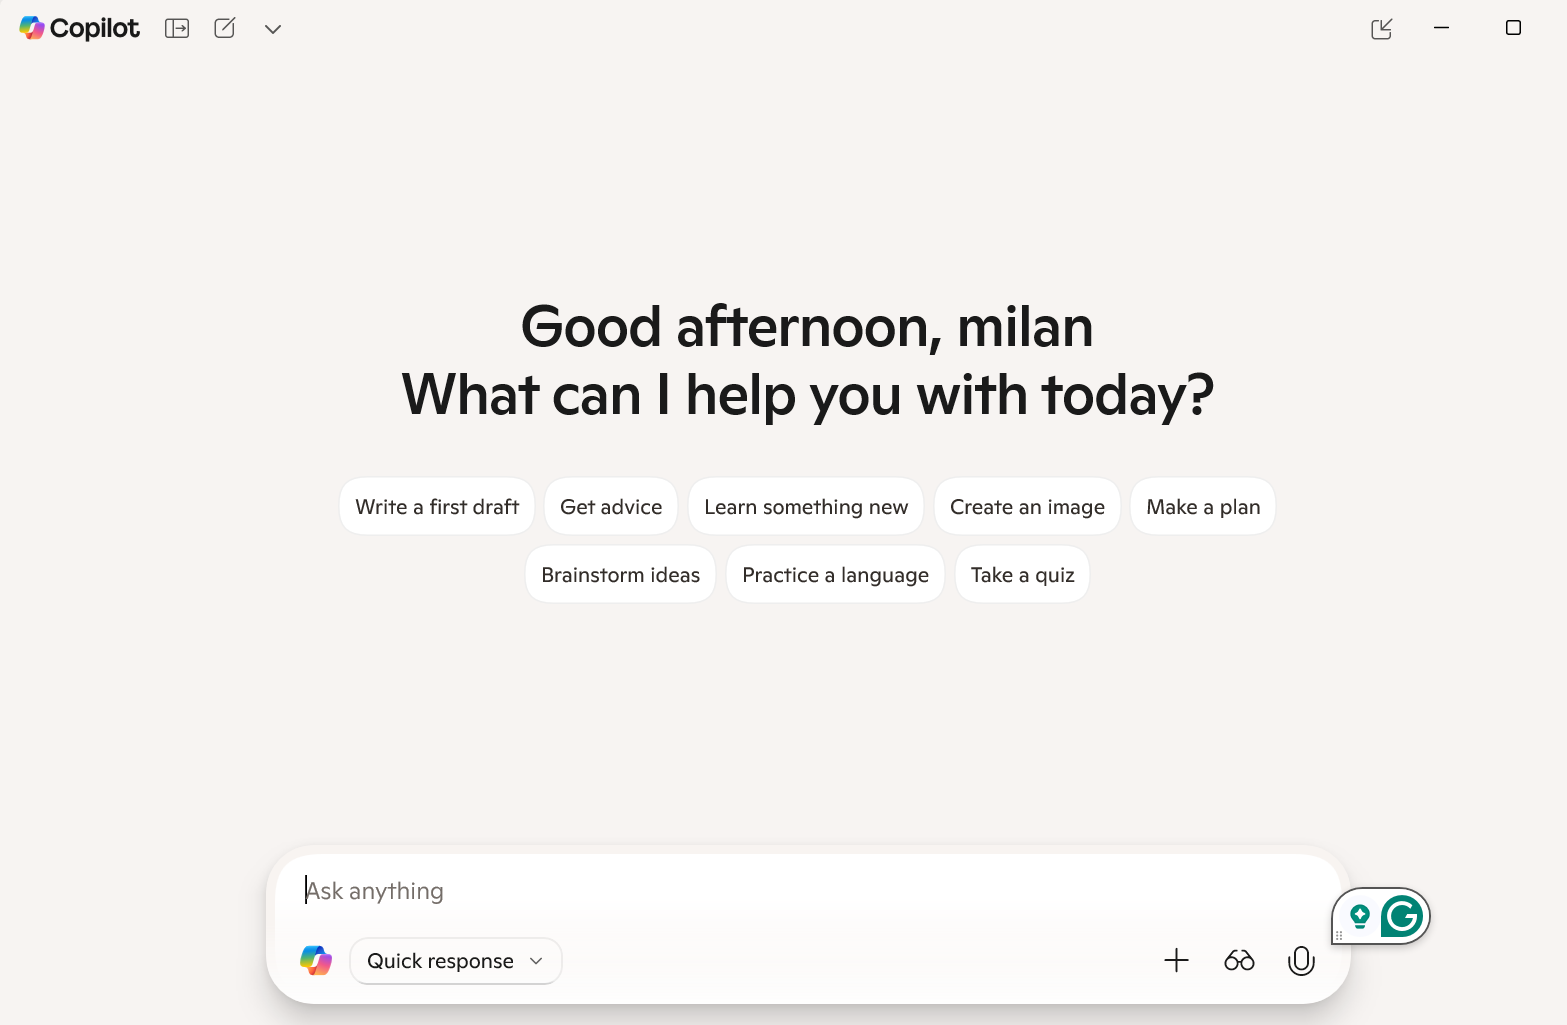 Copilot
Good afternoon, milan
What can I help you with today?
Write a first draft
Get advice
Learn something new
Create an image
Make a plan
Brainstorm ideas
Practice a language
Take a quiz
Ask anything
Quick response